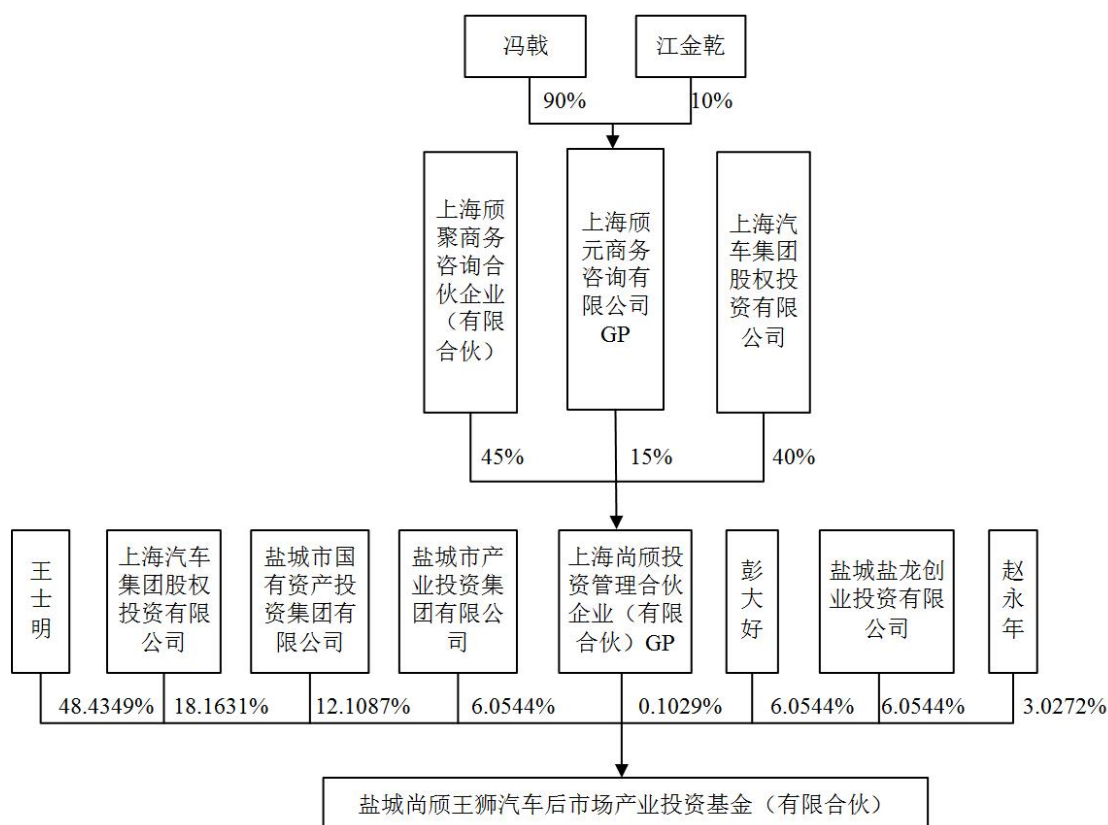 冯戟
江金乾
90%
10%
上海颀
聚商务
咨询合
伙企业
（有限
合伙）
上海颀
元商务
咨询有
限公司
GP
上海汽
车集团
股权投
资有限
公司
45%
15%
40%
王
士
明
上海汽车
集团股权
投资有限
公司
盐城市国
有资产投
资集团有
限公司
盐城市产
业投资集
团有限公
司
上海尚颀投
资管理合伙
企业（有限
合伙）GP
彭
大
好
盐城盐龙创
业投资有限
公司
赵
永
年
48.4349%
18.1631%
12.1087%
6.0544%
0.1029%
6.0544%
6.0544%
3.0272%
盐城尚颀王狮汽车后市场产业投资基金（有限合伙）